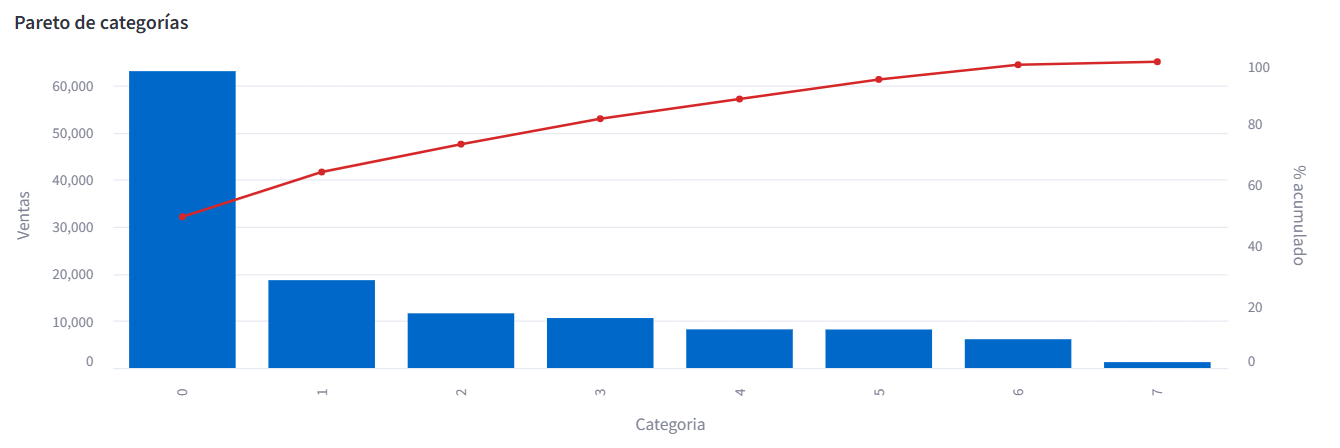 Pareto de categorías
60,000
50,000
40,000
30,000
20,000
10,000
0
Ventas
100
80
60
40
20
0
% acumulado
0 1 2 3 4 5 6 7
Categoria